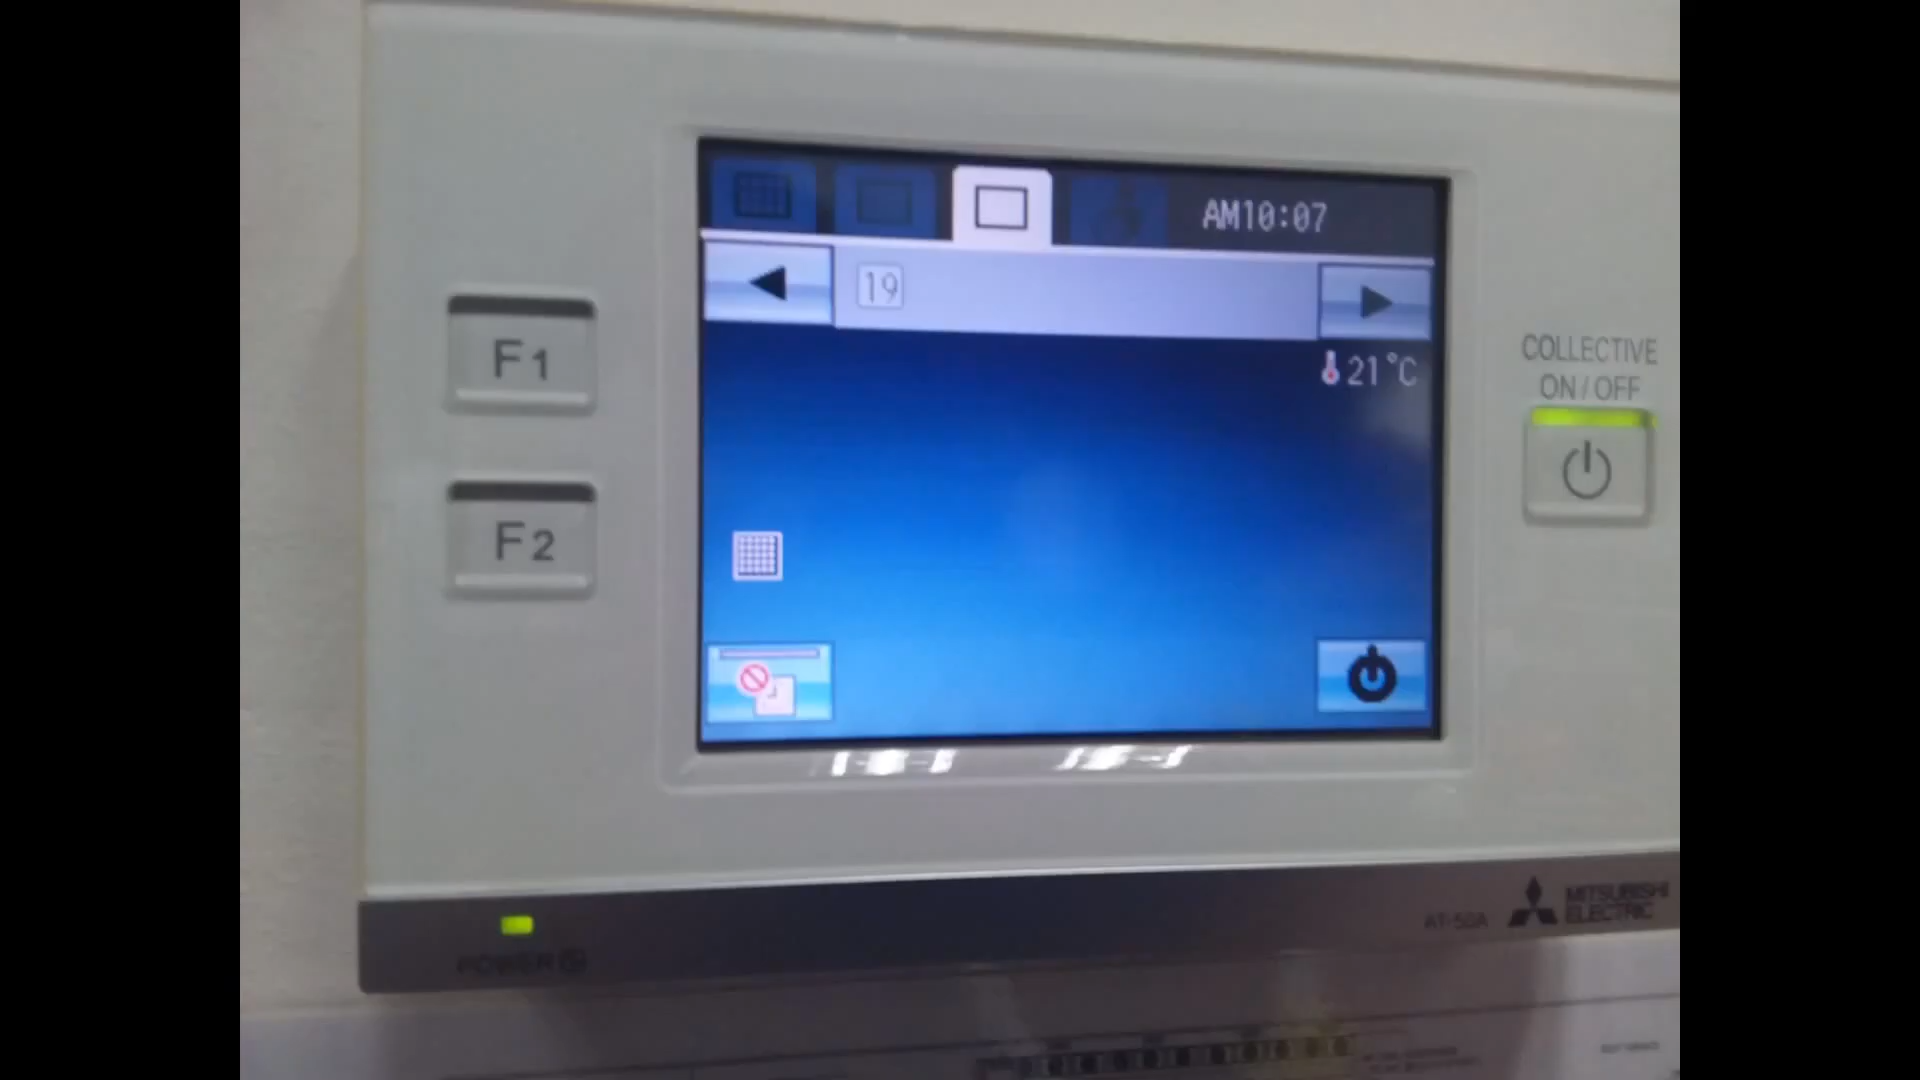 AM10:07
19
21°C
F1
F2
COLLECTIVE
ON/OFF
AT-50A
MITSUBISHI
ELECTRIC
POWER